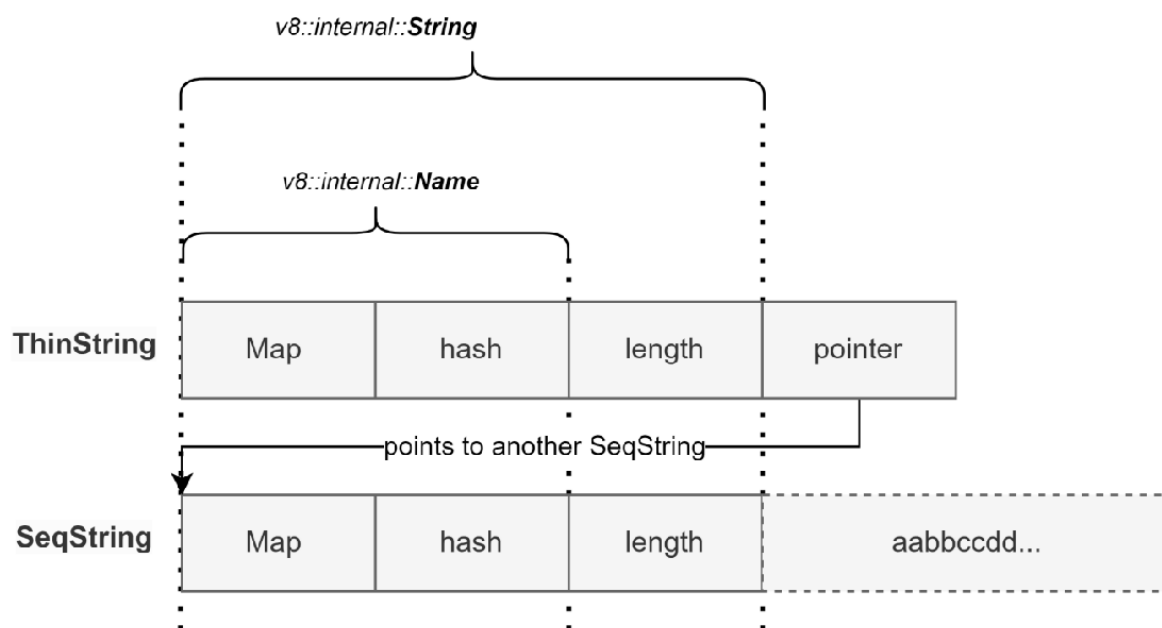 v8::internal::String
v8::internal::Name
ThinString
Map
hash
length
pointer
points to another SeqString
SeqString
Map
hash
length
aabbccdd...